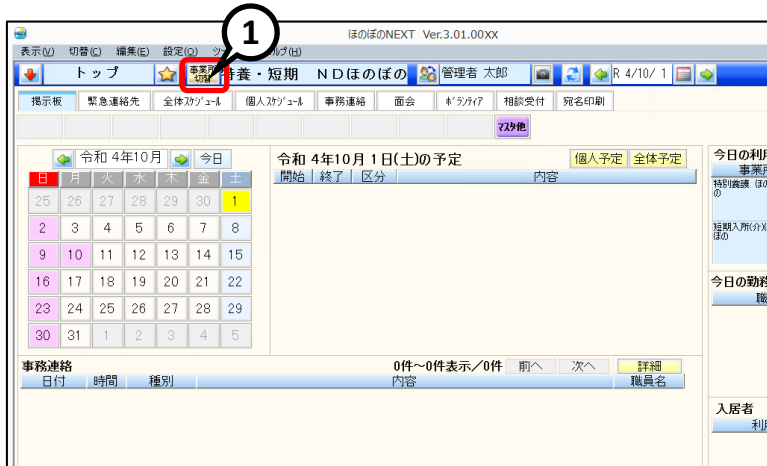 ほのぼのNEXT Ver.3.01.00XX
1
表示(V) 切替(C) 編集(E) 設定(O) ヘルプ(H)
トップ 事業所切替 特養・短期 NDほのぼの 管理者 太郎 R 4/10/ 1
掲示板 緊急連絡先 全体スケジュール 個人スケジュール 事務連絡 面会 ボランティア 相談受付 宛名印刷
マスタ他
令和 4年10月 今日
日 月 火 水 木 金 土
25 26 27 28 29 30 1
2 3 4 5 6 7 8
9 10 11 12 13 14 15
16 17 18 19 20 21 22
23 24 25 26 27 28 29
30 31 1 2 3 4 5
令和 4年10月 1日(土)の予定 個人予定 全体予定
開始 終了 区分 内容
事務連絡 0件~0件表示/0件 前へ 次へ 詳細
日付 時間 種別 内容 職員名
今日の利用
事業所
特別養護 ほの
の
短期入所(介)(
ほの
今日の勤務
職
入居者
利用